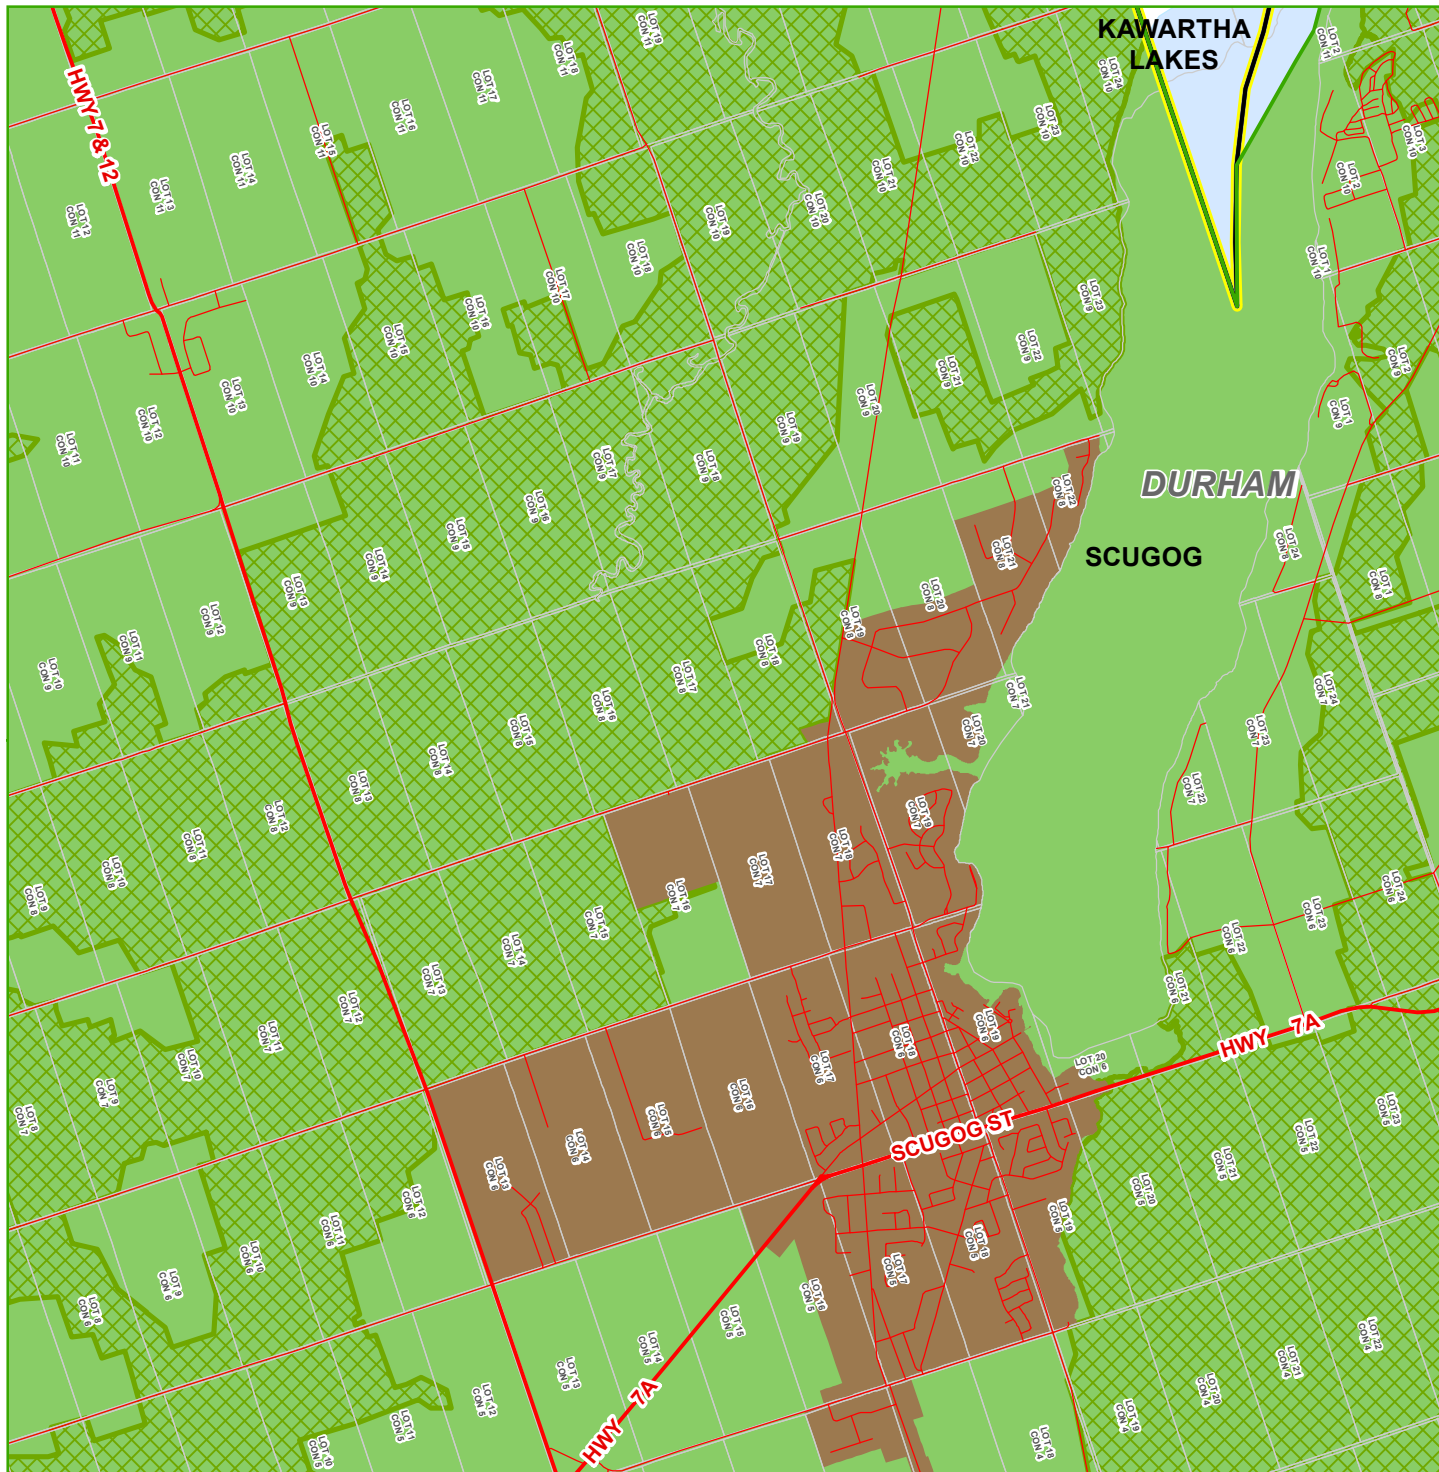 KAWARTHA
LAKES
HWY 7 & 12
DURHAM
SCUGOG
SCUGOG ST
HWY 7A
HWY 7A
LOT 12
CON 11
LOT 13
CON 11
LOT 14
CON 11
LOT 15
CON 11
LOT 16
CON 11
LOT 17
CON 11
LOT 18
CON 11
LOT 19
CON 11
LOT 2
CON 11
LOT 11
CON 10
LOT 12
CON 10
LOT 13
CON 10
LOT 14
CON 10
LOT 15
CON 10
LOT 16
CON 10
LOT 17
CON 10
LOT 18
CON 10
LOT 19
CON 10
LOT 20
CON 10
LOT 21
CON 10
LOT 22
CON 10
LOT 23
CON 10
LOT 24
CON 10
LOT 1
CON 10
LOT 2
CON 10
LOT 3
CON 10
LOT 10
CON 9
LOT 11
CON 9
LOT 12
CON 9
LOT 13
CON 9
LOT 14
CON 9
LOT 15
CON 9
LOT 16
CON 9
LOT 17
CON 9
LOT 18
CON 9
LOT 19
CON 9
LOT 20
CON 9
LOT 21
CON 9
LOT 22
CON 9
LOT 23
CON 9
LOT 1
CON 9
LOT 2
CON 9
LOT 9
CON 8
LOT 10
CON 8
LOT 11
CON 8
LOT 12
CON 8
LOT 13
CON 8
LOT 14
CON 8
LOT 15
CON 8
LOT 16
CON 8
LOT 17
CON 8
LOT 18
CON 8
LOT 19
CON 8
LOT 20
CON 8
LOT 21
CON 8
LOT 22
CON 8
LOT 24
CON 8
LOT 1
CON 8
LOT 8
CON 7
LOT 9
CON 7
LOT 10
CON 7
LOT 11
CON 7
LOT 12
CON 7
LOT 13
CON 7
LOT 14
CON 7
LOT 15
CON 7
LOT 16
CON 7
LOT 17
CON 7
LOT 18
CON 7
LOT 19
CON 7
LOT 20
CON 7
LOT 21
CON 7
LOT 22
CON 7
LOT 23
CON 7
LOT 24
CON 7
LOT 8
CON 6
LOT 9
CON 6
LOT 10
CON 6
LOT 11
CON 6
LOT 12
CON 6
LOT 13
CON 6
LOT 14
CON 6
LOT 15
CON 6
LOT 16
CON 6
LOT 17
CON 6
LOT 18
CON 6
LOT 19
CON 6
LOT 20
CON 6
LOT 21
CON 6
LOT 22
CON 6
LOT 23
CON 6
LOT 24
CON 6
LOT 10
CON 5
LOT 11
CON 5
LOT 12
CON 5
LOT 13
CON 5
LOT 14
CON 5
LOT 15
CON 5
LOT 16
CON 5
LOT 17
CON 5
LOT 18
CON 5
LOT 19
CON 5
LOT 20
CON 5
LOT 21
CON 5
LOT 22
CON 5
LOT 23
CON 5
LOT 18
CON 4
LOT 19
CON 4
LOT 20
CON 4
LOT 21
CON 4
LOT 22
CON 4